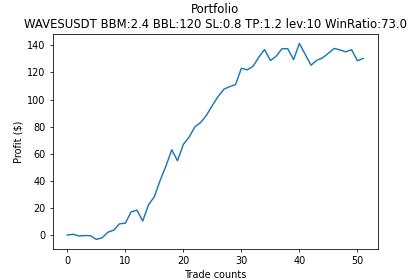 Portfolio
WAVESUSDT BBM:2.4 BBL:120 SL:0.8 TP:1.2 lev:10 WinRatio:73.0
140
120
100
80
60
40
20
0
Profit ($)
0 10 20 30 40 50
Trade counts